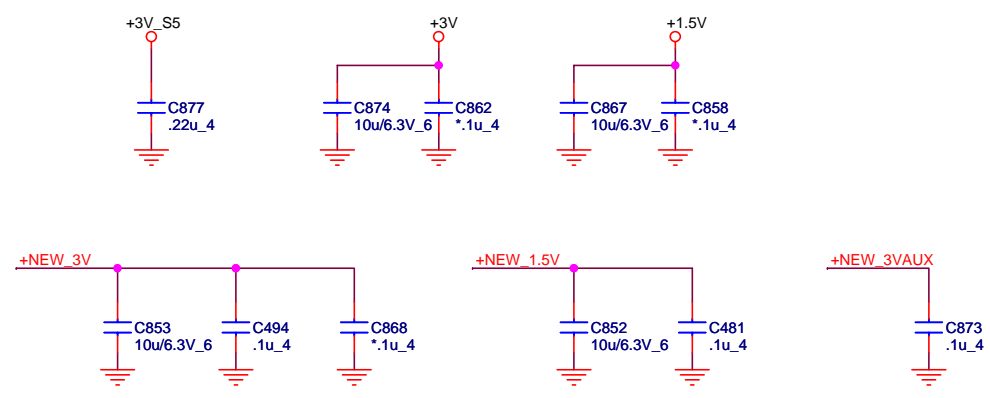 +3V_S5
+3V
+1.5V
C877
.22u_4
C874
10u/6.3V_6
C862
*.1u_4
C867
10u/6.3V_6
C858
*.1u_4
+NEW_3V
+NEW_1.5V
+NEW_3VAUX
C853
10u/6.3V_6
C494
.1u_4
C868
*.1u_4
C852
10u/6.3V_6
C481
.1u_4
C873
.1u_4